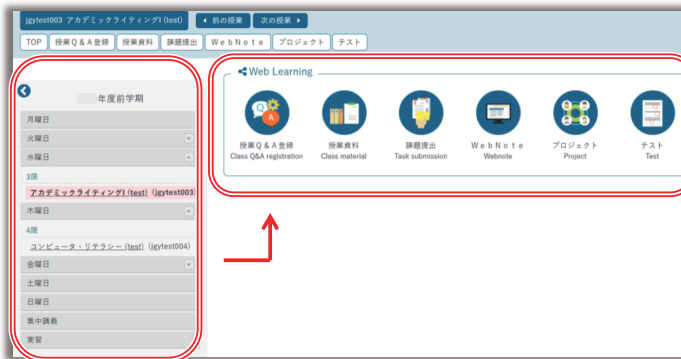 jgytest003 アカデミックライティングI (test) 前の授業 次の授業
TOP 授業Q&A登録 授業資料 課題提出 WebNote プロジェクト テスト
年度前学期
月曜日
火曜日
水曜日
3限
アカデミックライティングI (test) (jgytest003)
木曜日
4限
コンピュータ・リテラシー (test) (jgytest004)
金曜日
土曜日
日曜日
集中講義
実習
Web Learning
授業Q&A登録 授業資料 課題提出 WebNote プロジェクト テスト
Class Q&A registration Class material Task submission Webnote Project Test